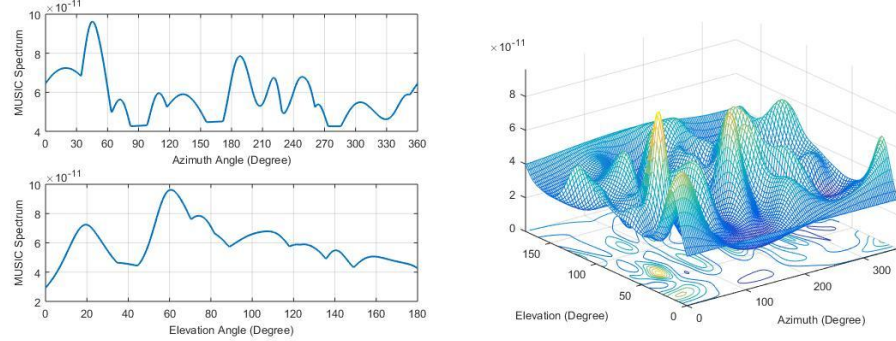 10 × 10-11
MUSIC Spectrum
8
6
4
0 30 60 90 120 150 180 210 240 270 300 330 360
Azimuth Angle (Degree)
10 × 10-11
MUSIC Spectrum
8
6
4
2
0 20 40 60 80 100 120 140 160 180
Elevation Angle (Degree)
× 10-11
8
6
4
2
0
150
100
50
0
0
100
200
300
Elevation (Degree)
Azimuth (Degree)